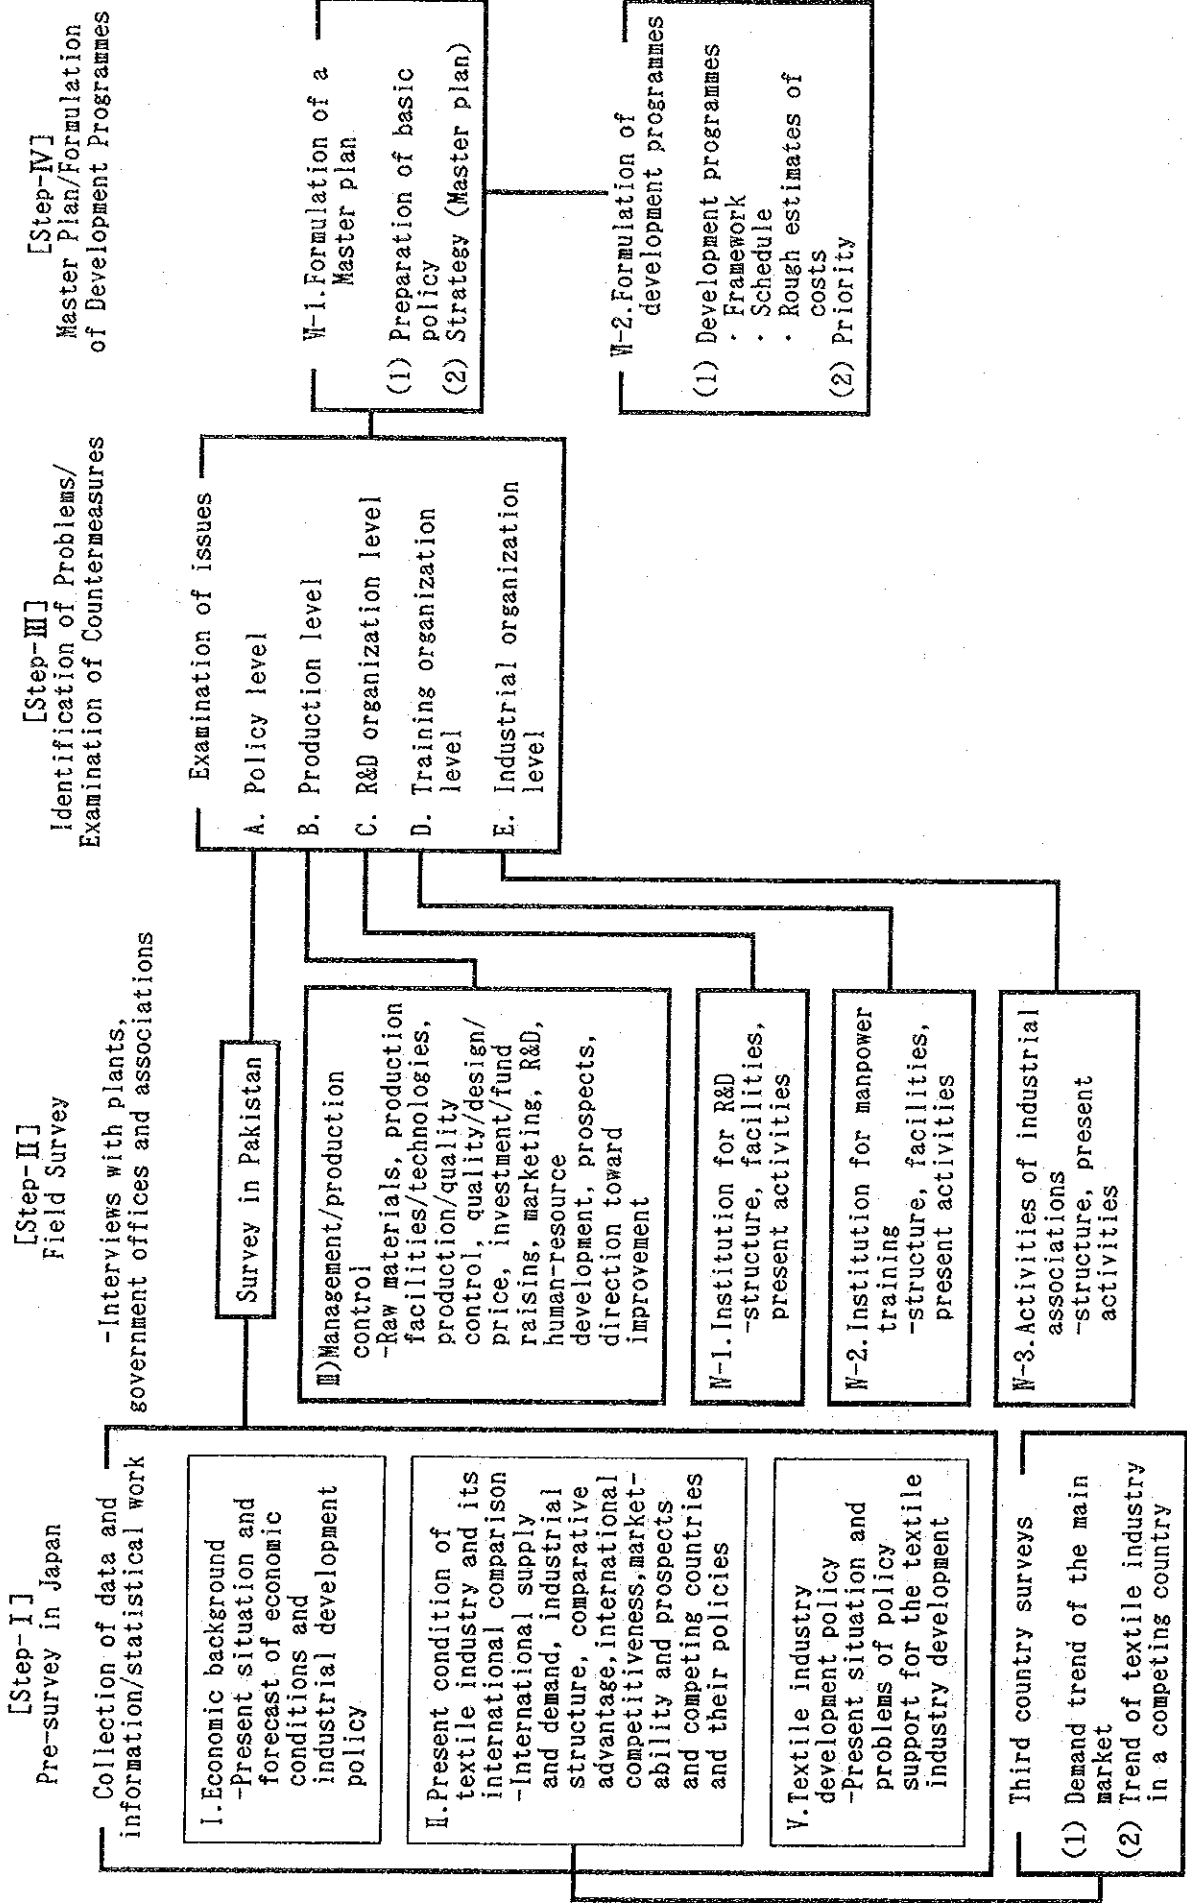 [Step-Ⅰ]
Pre-survey in Japan
Collection of data and
information/statistical work
Ⅰ.Economic background
-Present situation and
forecast of economic
conditions and
industrial development
policy
Ⅱ.Present condition of
textile industry and its
international comparison
-International supply
and demand, industrial
structure, comparative
advantage,international
competitiveness,market-
ability and prospects
and competing countries
and their policies
Ⅴ.Textile industry
development policy
-Present situation and
problems of policy
support for the textile
industry development
Third country surveys
(1) Demand trend of the main
market
(2) Trend of textile industry
in a competing country
[Step-Ⅱ]
Field Survey
-Interviews with plants,
government offices and associations
Survey in Pakistan
Ⅲ)Management/production
control
-Raw materials, production
facilities/technologies,
production/quality
control, quality/design/
price, investment/fund
raising, marketing, R&D,
human-resource
development, prospects,
direction toward
improvement
Ⅳ-1.Institution for R&D
-structure, facilities,
present activities
Ⅳ-2.Institution for manpower
training
-structure, facilities,
present activities
Ⅳ-3.Activities of industrial
associations
-structure, present
activities
[Step-Ⅲ]
Identification of Problems/
Examination of Countermeasures
Examination of issues
A. Policy level
B. Production level
C. R&D organization level
D. Training organization
level
E. Industrial organization
level
[Step-Ⅳ]
Master Plan/Formulation
of Development Programmes
Ⅵ-1.Formulation of a
Master plan
(1) Preparation of basic
policy
(2) Strategy (Master plan)
Ⅵ-2.Formulation of
development programmes
(1) Development programmes
· Framework
· Schedule
· Rough estimates of
costs
(2) Priority